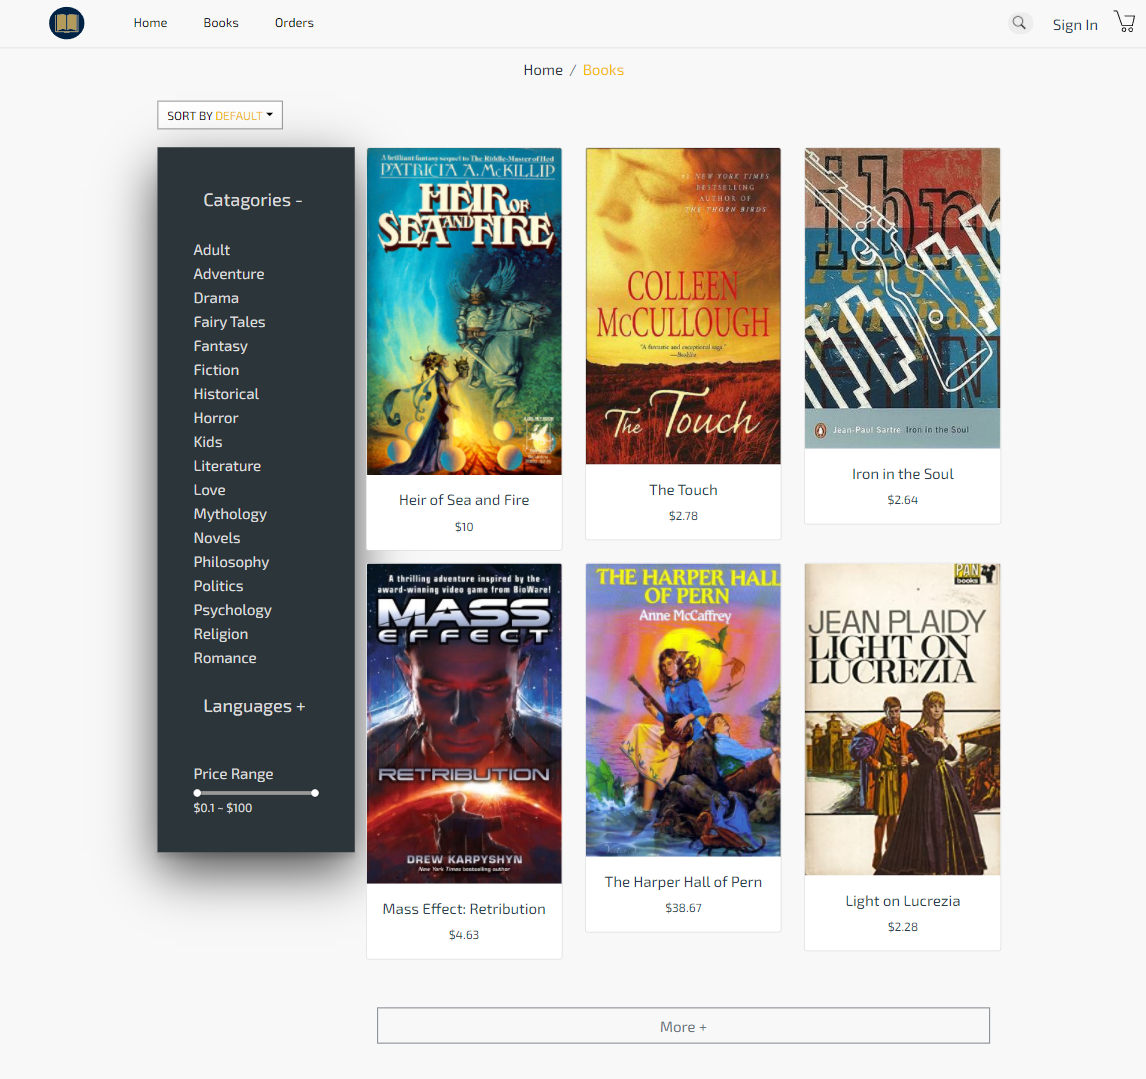 Home
Books
Orders
Sign In
Home / Books
SORT BY DEFAULT
Catagories -
Adult
Adventure
Drama
Fairy Tales
Fantasy
Fiction
Historical
Horror
Kids
Literature
Love
Mythology
Novels
Philosophy
Politics
Psychology
Religion
Romance
Languages +
Price Range
$0.1 - $100
A brilliant fantasy sequel to The Riddle-Master of Hed
PATRICIA A. McKILLIP
HEIR OF
SEA AND FIRE
Heir of Sea and Fire
$10
#1 NEW YORK TIMES
BESTSELLING
AUTHOR OF
THE THORN BIRDS
COLLEEN
McCULLOUGH
"A fantastic and exceptional saga."
The Touch
The Touch
$2.78
Jean-Paul Sartre Iron in the Soul
Iron in the Soul
$2.64
A thrilling adventure inspired by the
award-winning video game from BioWare!
MASS
EFFECT
RETRIBUTION
DREW KARPYSHYN
New York Times bestselling author
Mass Effect: Retribution
$4.63
THE HARPER HALL
OF PERN
Anne McCaffrey
The Harper Hall of Pern
$38.67
PAN
books
JEAN PLAIDY
LIGHT ON
LUCREZIA
Light on Lucrezia
$2.28
More +